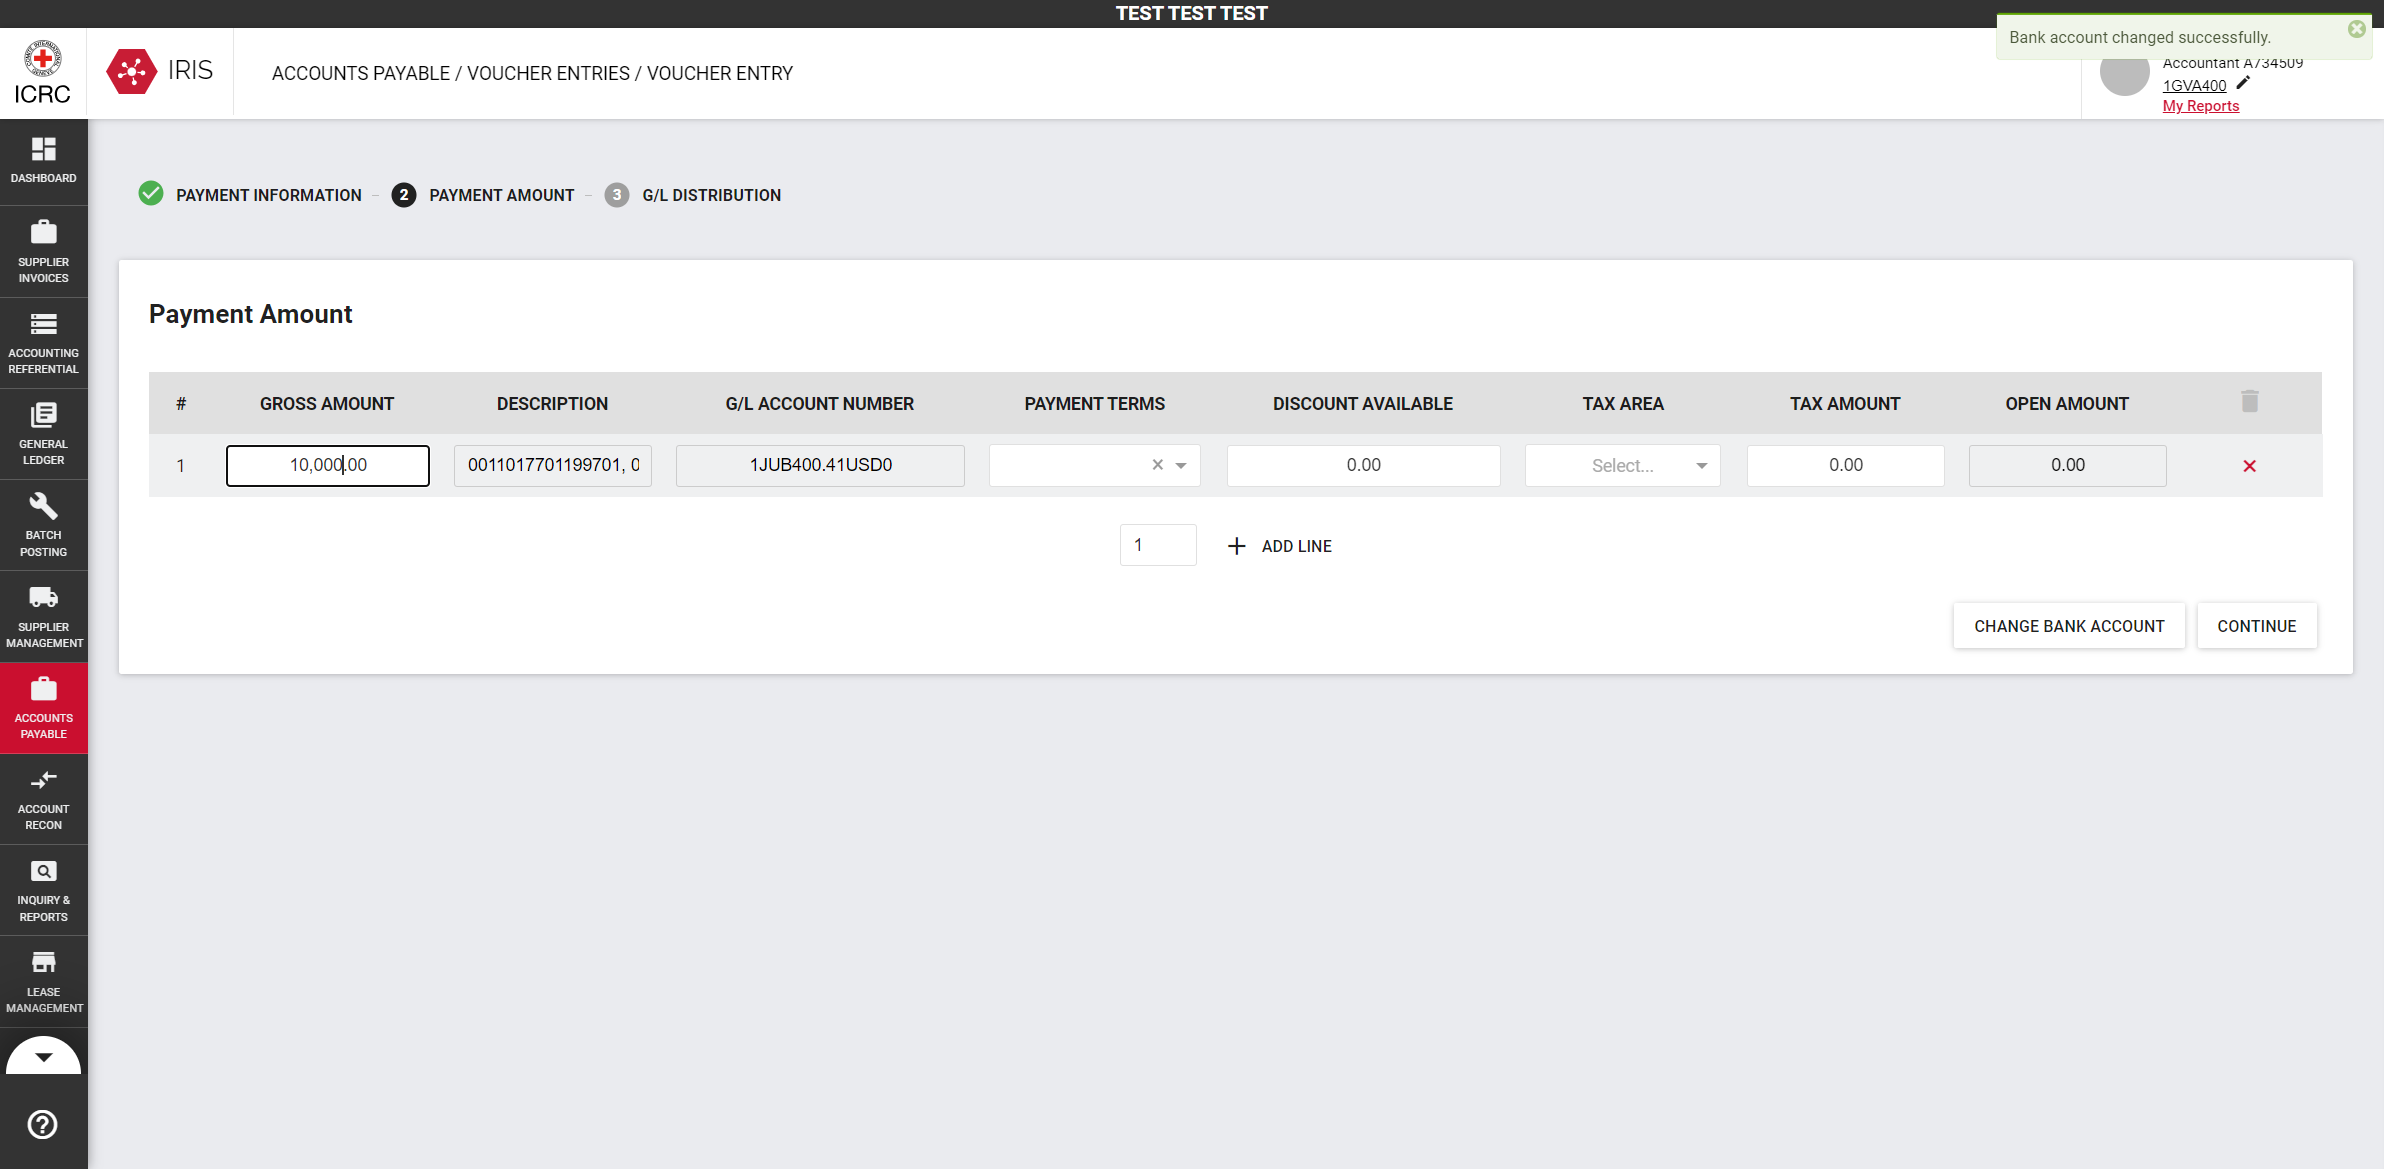 TEST TEST TEST
Bank account changed successfully.
ICRC
IRIS
ACCOUNTS PAYABLE / VOUCHER ENTRIES / VOUCHER ENTRY
Accountant A734509
1GVA400
My Reports
DASHBOARD
SUPPLIER
INVOICES
ACCOUNTING
REFERENTIAL
GENERAL
LEDGER
BATCH
POSTING
SUPPLIER
MANAGEMENT
ACCOUNTS
PAYABLE
ACCOUNT
RECON
INQUIRY &
REPORTS
LEASE
MANAGEMENT
PAYMENT INFORMATION – 2 PAYMENT AMOUNT – 3 G/L DISTRIBUTION
Payment Amount
# GROSS AMOUNT DESCRIPTION G/L ACCOUNT NUMBER PAYMENT TERMS DISCOUNT AVAILABLE TAX AREA TAX AMOUNT OPEN AMOUNT
1 10,000.00 0011017701199701, 0 1JUB400.41USD0 0.00 Select... 0.00 0.00
1 ADD LINE
CHANGE BANK ACCOUNT CONTINUE